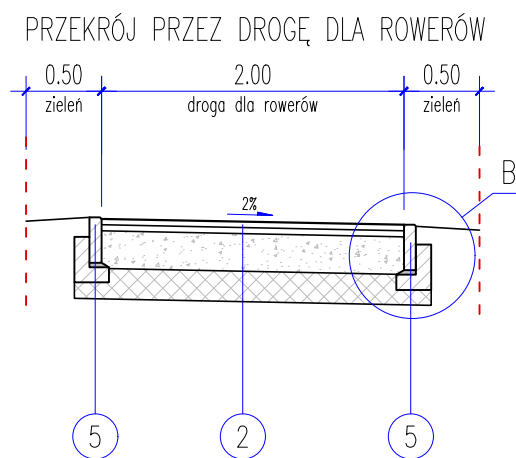 PRZEKRÓJ PRZEZ DROGĘ DLA ROWERÓW
0.50 2.00 0.50
zieleń droga dla rowerów zieleń
B
2%
5 2 5